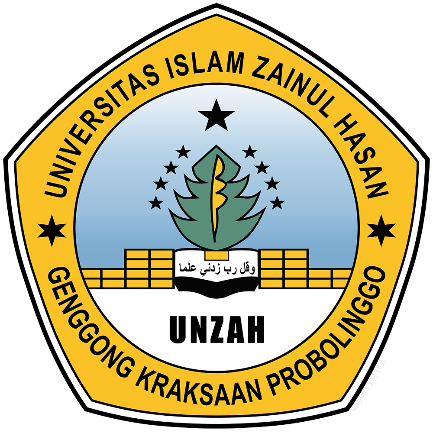 UNIVERSITAS ISLAM ZAINUL HASAN
وقل رب زدني علما
UNZAH
GENGGONG KRAKSAAN PROBOLINGGO